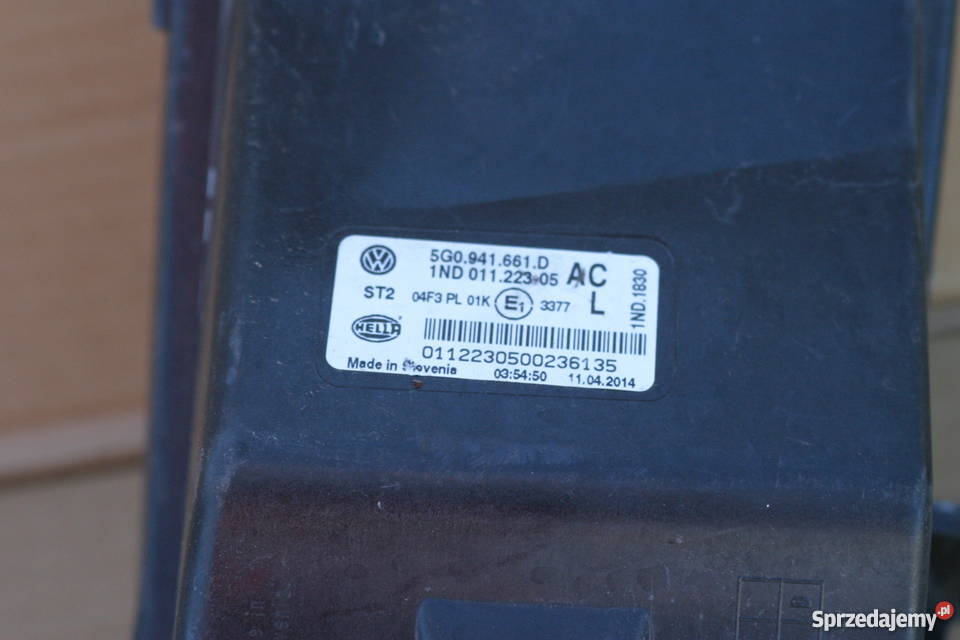 5G0.941.661.D
1ND 011.223-05 AC
ST2 04F3 PL 01K E1 3377 L
1ND.1830
HELLA
0112230500236135
Made in Slovenia 03:54:50 11.04.2014
Sprzedajemy.pl